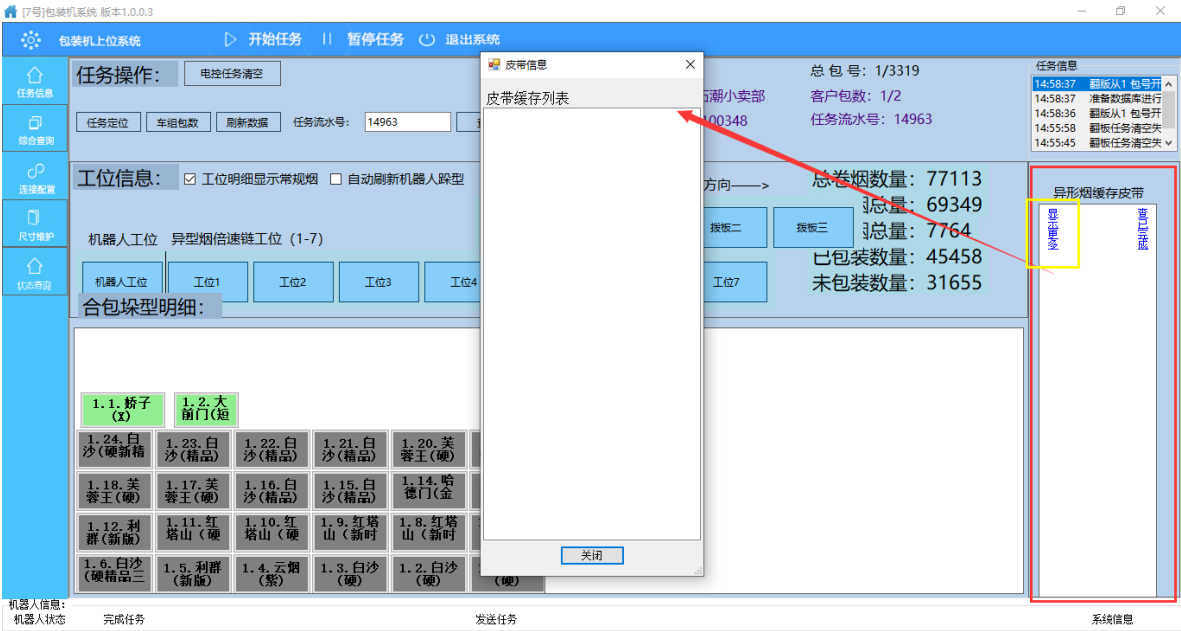 [7号]包装机系统 版本1.0.0.3
包装机上位系统
开始任务
暂停任务
退出系统
任务信息
综合查询
连接配置
尺寸维护
状态查询
任务操作：
电控任务清空
任务定位
车组包数
刷新数据
任务流水号：
14963
石潮小卖部
100348
总 包 号：1/3319
客户包数：1/2
任务流水号：14963
任务信息
14:58:37 翻版从1 包号开
14:58:37 准备数据库进行
14:58:36 翻版从1 包号开
14:55:58 翻板任务清空失
14:55:45 翻板任务清空失
工位信息：
工位明细显示常规烟
自动刷新机器人跺型
方向——>
总卷烟数量：77113
烟总量：69349
烟总量：7764
已包装数量：45458
未包装数量：31655
机器人工位
异型烟倍速链工位（1-7）
拨板二
拨板三
机器人工位
工位1
工位2
工位3
工位4
工位7
合包垛型明细：
皮带信息
皮带缓存列表
关闭
异形烟缓存皮带
显示更多
查已完成
1.1.娇子(X)
1.2.大前门(短
1.24.白沙(硬新精
1.23.白沙(精品)
1.22.白沙(精品)
1.21.白沙(精品)
1.20.芙蓉王(硬)
1.18.芙蓉王(硬)
1.17.芙蓉王(硬)
1.16.白沙(精品)
1.15.白沙(精品)
1.14.哈德门(金
1.12.利群(新版)
1.11.红塔山（硬
1.10.红塔山（硬
1.9.红塔山（新时
1.8.红塔山（新时
1.6.白沙(硬精品三
1.5.利群(新版)
1.4.云烟(紫)
1.3.白沙(硬)
1.2.白沙(硬)
(硬)
机器人信息：
机器人状态
完成任务
发送任务
系统信息